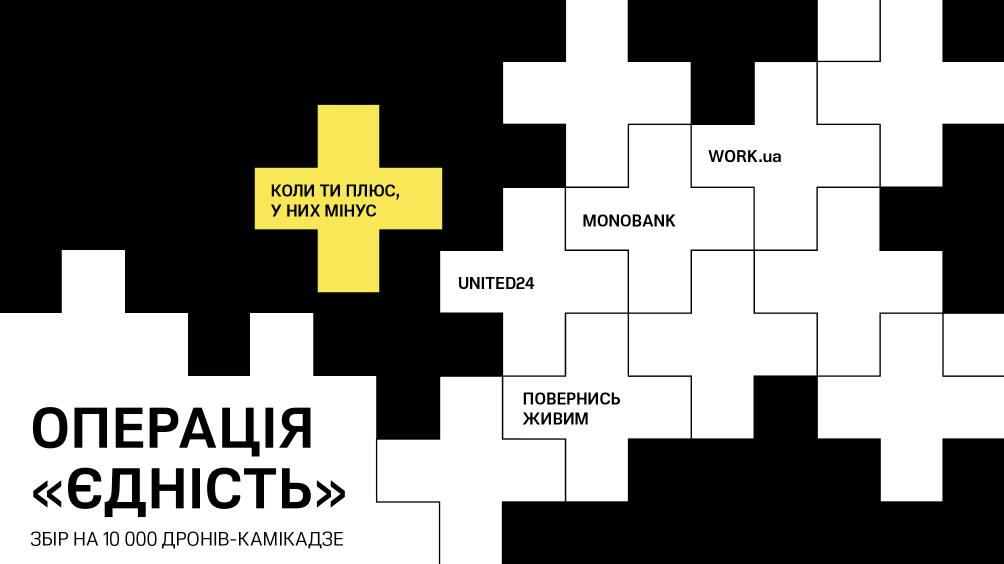 WORK.ua
КОЛИ ТИ ПЛЮС,
У НИХ МІНУС
MONOBANK
UNITED24
ПОВЕРНИСЬ
ЖИВИМ
ОПЕРАЦІЯ
«ЄДНІСТЬ»
ЗБІР НА 10 000 ДРОНІВ-КАМІКАДЗЕ